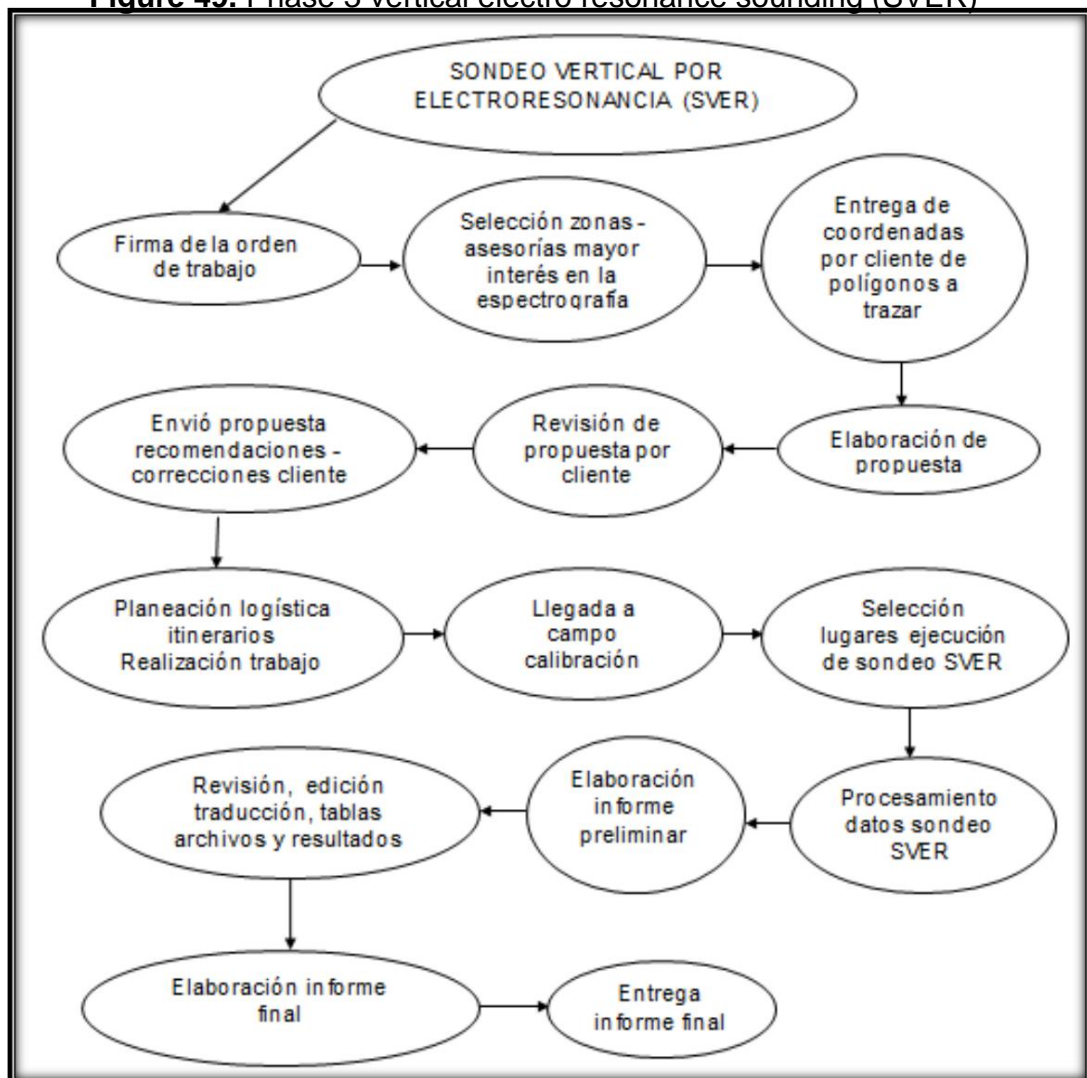 Figure 49. Phase 3 vertical electro resonance sounding (SVER)
SONDEO VERTICAL POR
ELECTRORESONANCIA (SVER)
Firma de la orden
de trabajo
Selección zonas -
asesorías mayor
interés en la
espectrografía
Entrega de
coordenadas
por cliente de
polígonos a
trazar
Elaboración de
propuesta
Revisión de
propuesta por
cliente
Envió propuesta
recomendaciones -
correcciones cliente
Planeación logística
itinerarios
Realización trabajo
Llegada a
campo
calibración
Selección
lugares ejecución
de sondeo SVER
Procesamiento
datos sondeo
SVER
Elaboración
informe
preliminar
Revisión, edición
traducción, tablas
archivos y resultados
Elaboración informe
final
Entrega
informe final